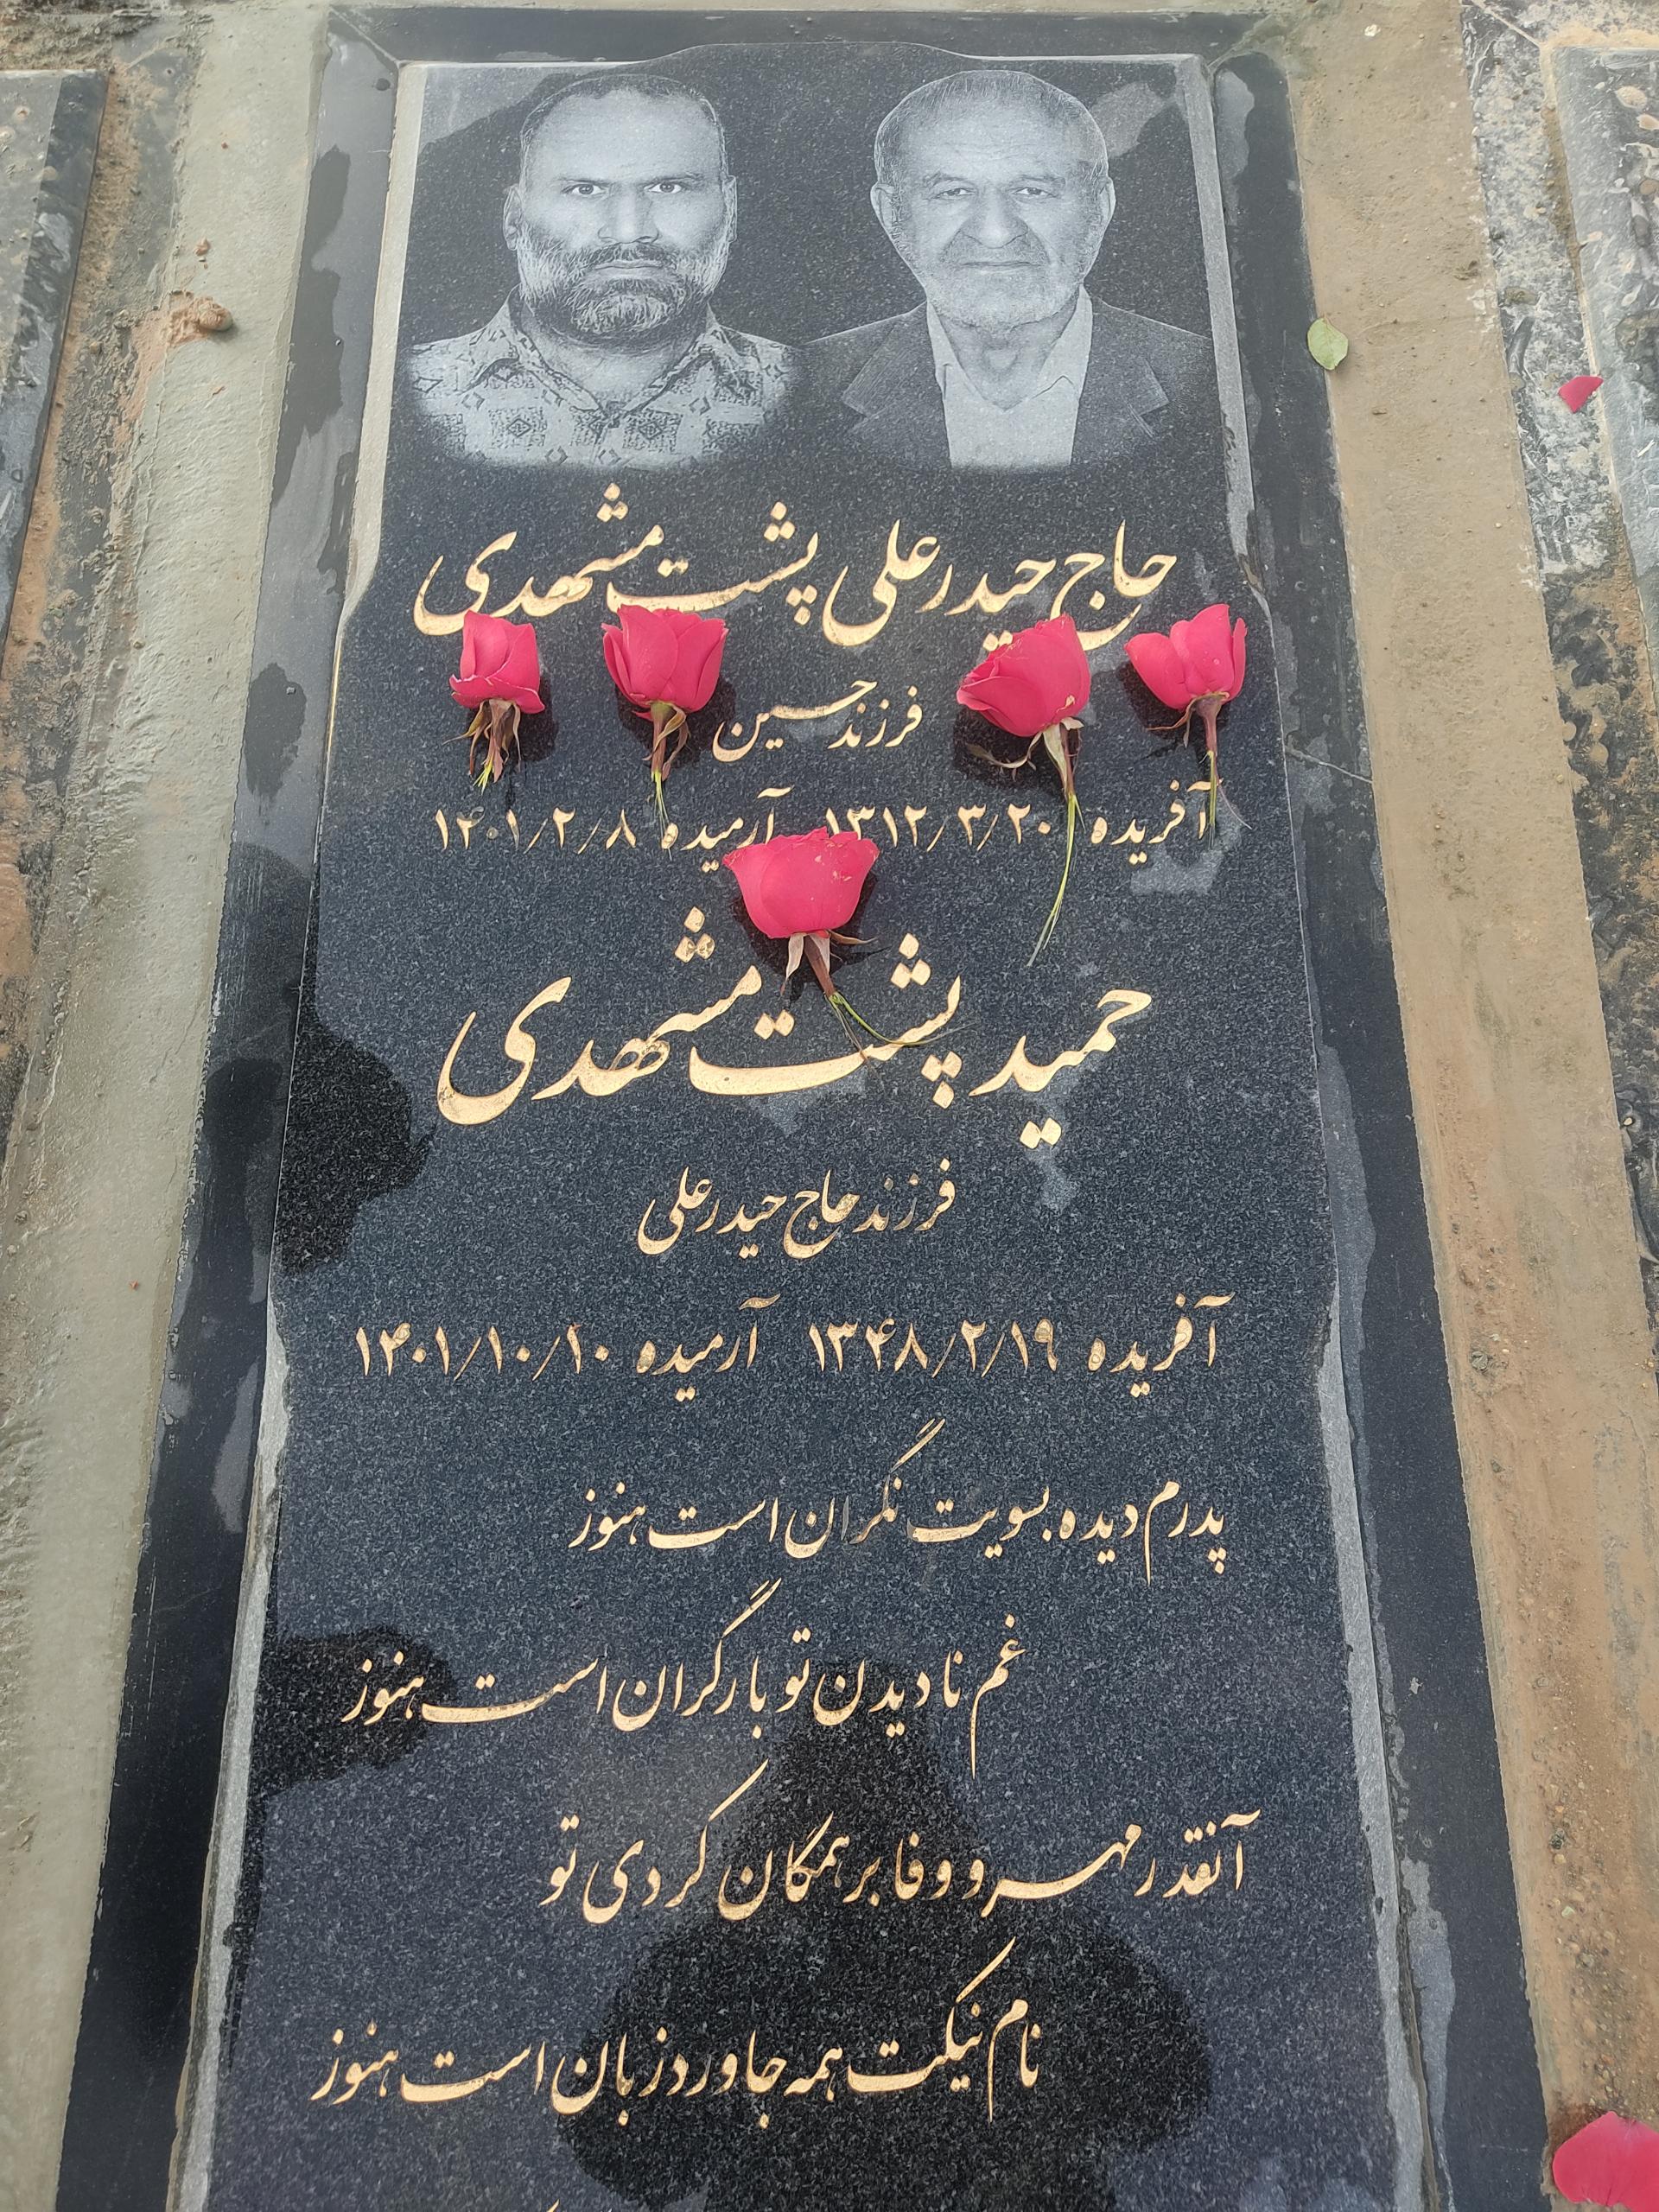 حاج حیدرعلی پشت مشهدی
فرزند حسین
آفریده ۱۳۱۲/۳/۲۰ آرمیده ۱۴۰۱/۲/۸
حمید پشت مشهدی
فرزند حاج حیدرعلی
آفریده ۱۳۴۸/۲/۱۹ آرمیده ۱۴۰۱/۱۰/۱۰
پدرم دیده بسویت نگران است هنوز
غم نادیدن تو بار گران است هنوز
آنقدر مهر و وفا بر همگان کردی تو
نام نیکت همه جا ورد زبان است هنوز